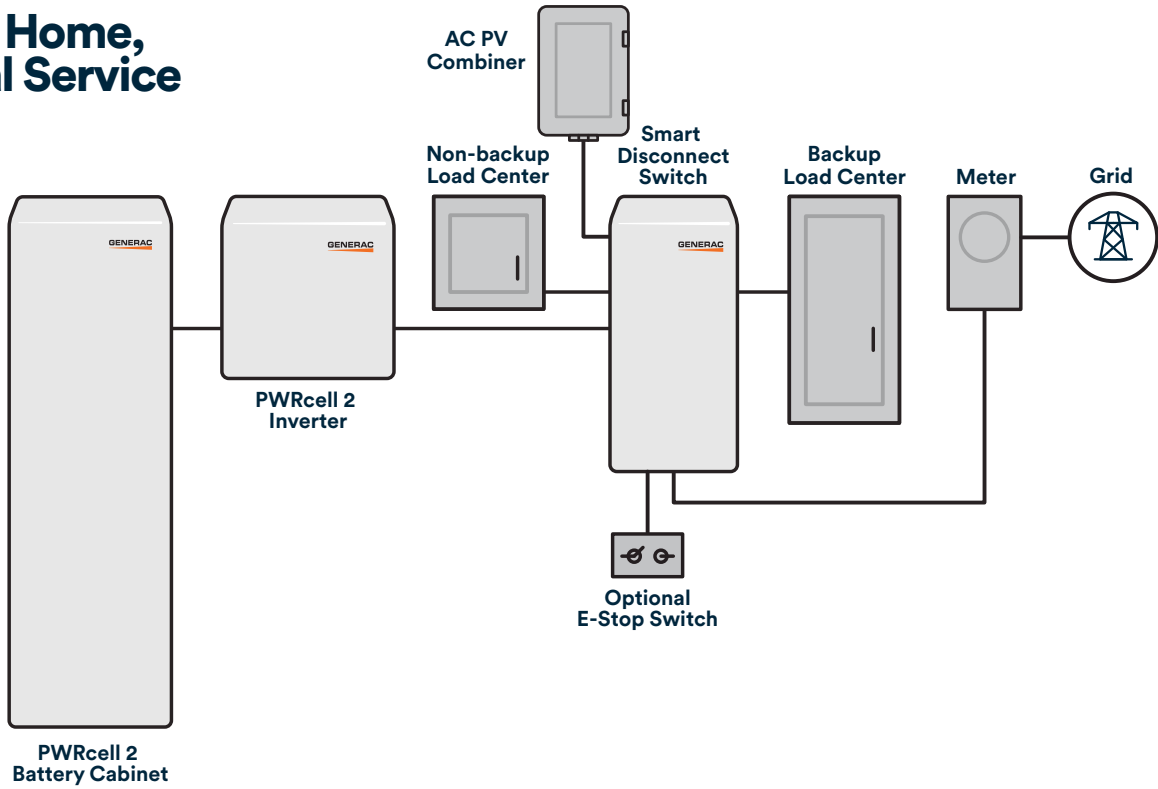 Home,
Service
AC PV
Combiner
Smart
Disconnect
Switch
Non-backup
Load Center
Backup
Load Center
Meter
Grid
GENERAC
GENERAC
GENERAC
PWRcell 2
Inverter
Optional
E-Stop Switch
PWRcell 2
Battery Cabinet